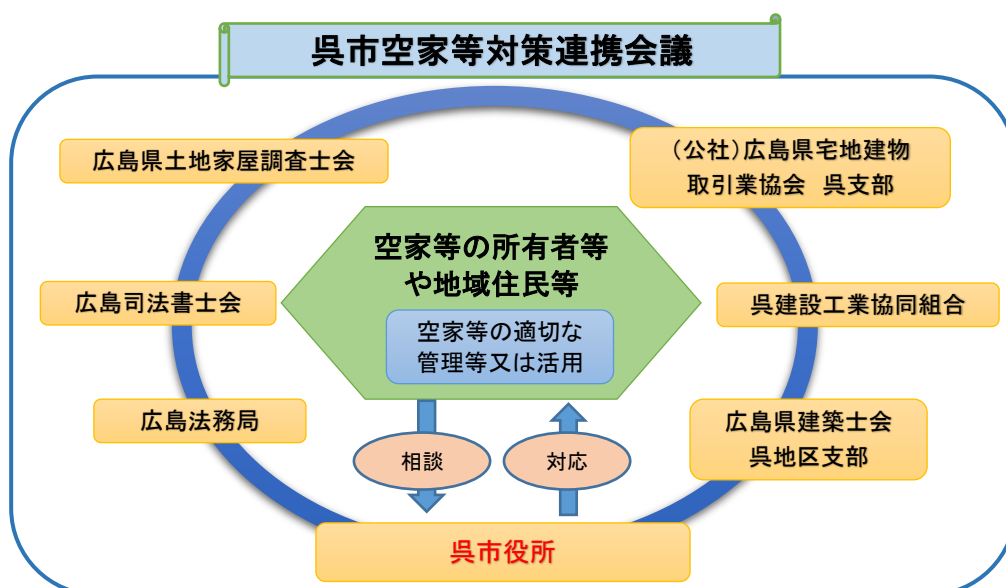 呉市空家等対策連携会議
広島県土地家屋調査士会
（公社）広島県宅地建物
取引業協会　呉支部
空家等の所有者等
や地域住民等
広島司法書士会
呉建設工業協同組合
空家等の適切な
管理等又は活用
広島法務局
広島県建築士会
呉地区支部
相談
対応
呉市役所